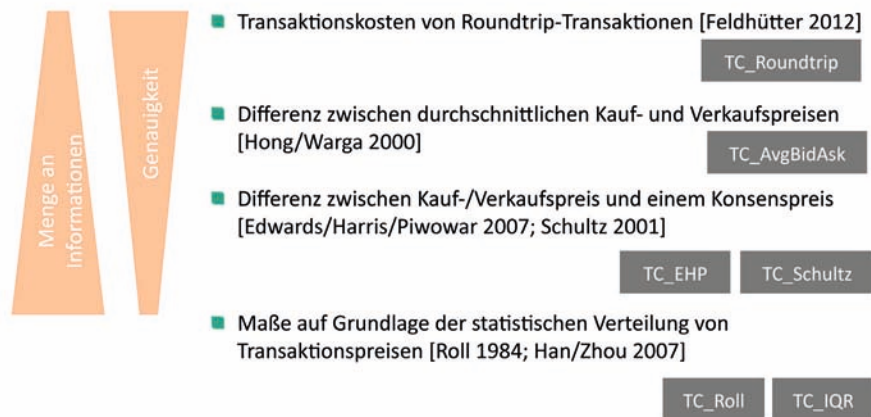 Menge an
Informationen
Genauigkeit
Transaktionskosten von Roundtrip-Transaktionen [Feldhütter 2012]
TC_Roundtrip
Differenz zwischen durchschnittlichen Kauf- und Verkaufspreisen
[Hong/Warga 2000]
TC_AvgBidAsk
Differenz zwischen Kauf-/Verkaufspreis und einem Konsenspreis
[Edwards/Harris/Piwowar 2007; Schultz 2001]
TC_EHP
TC_Schultz
Maße auf Grundlage der statistischen Verteilung von
Transaktionspreisen [Roll 1984; Han/Zhou 2007]
TC_Roll
TC_IQR